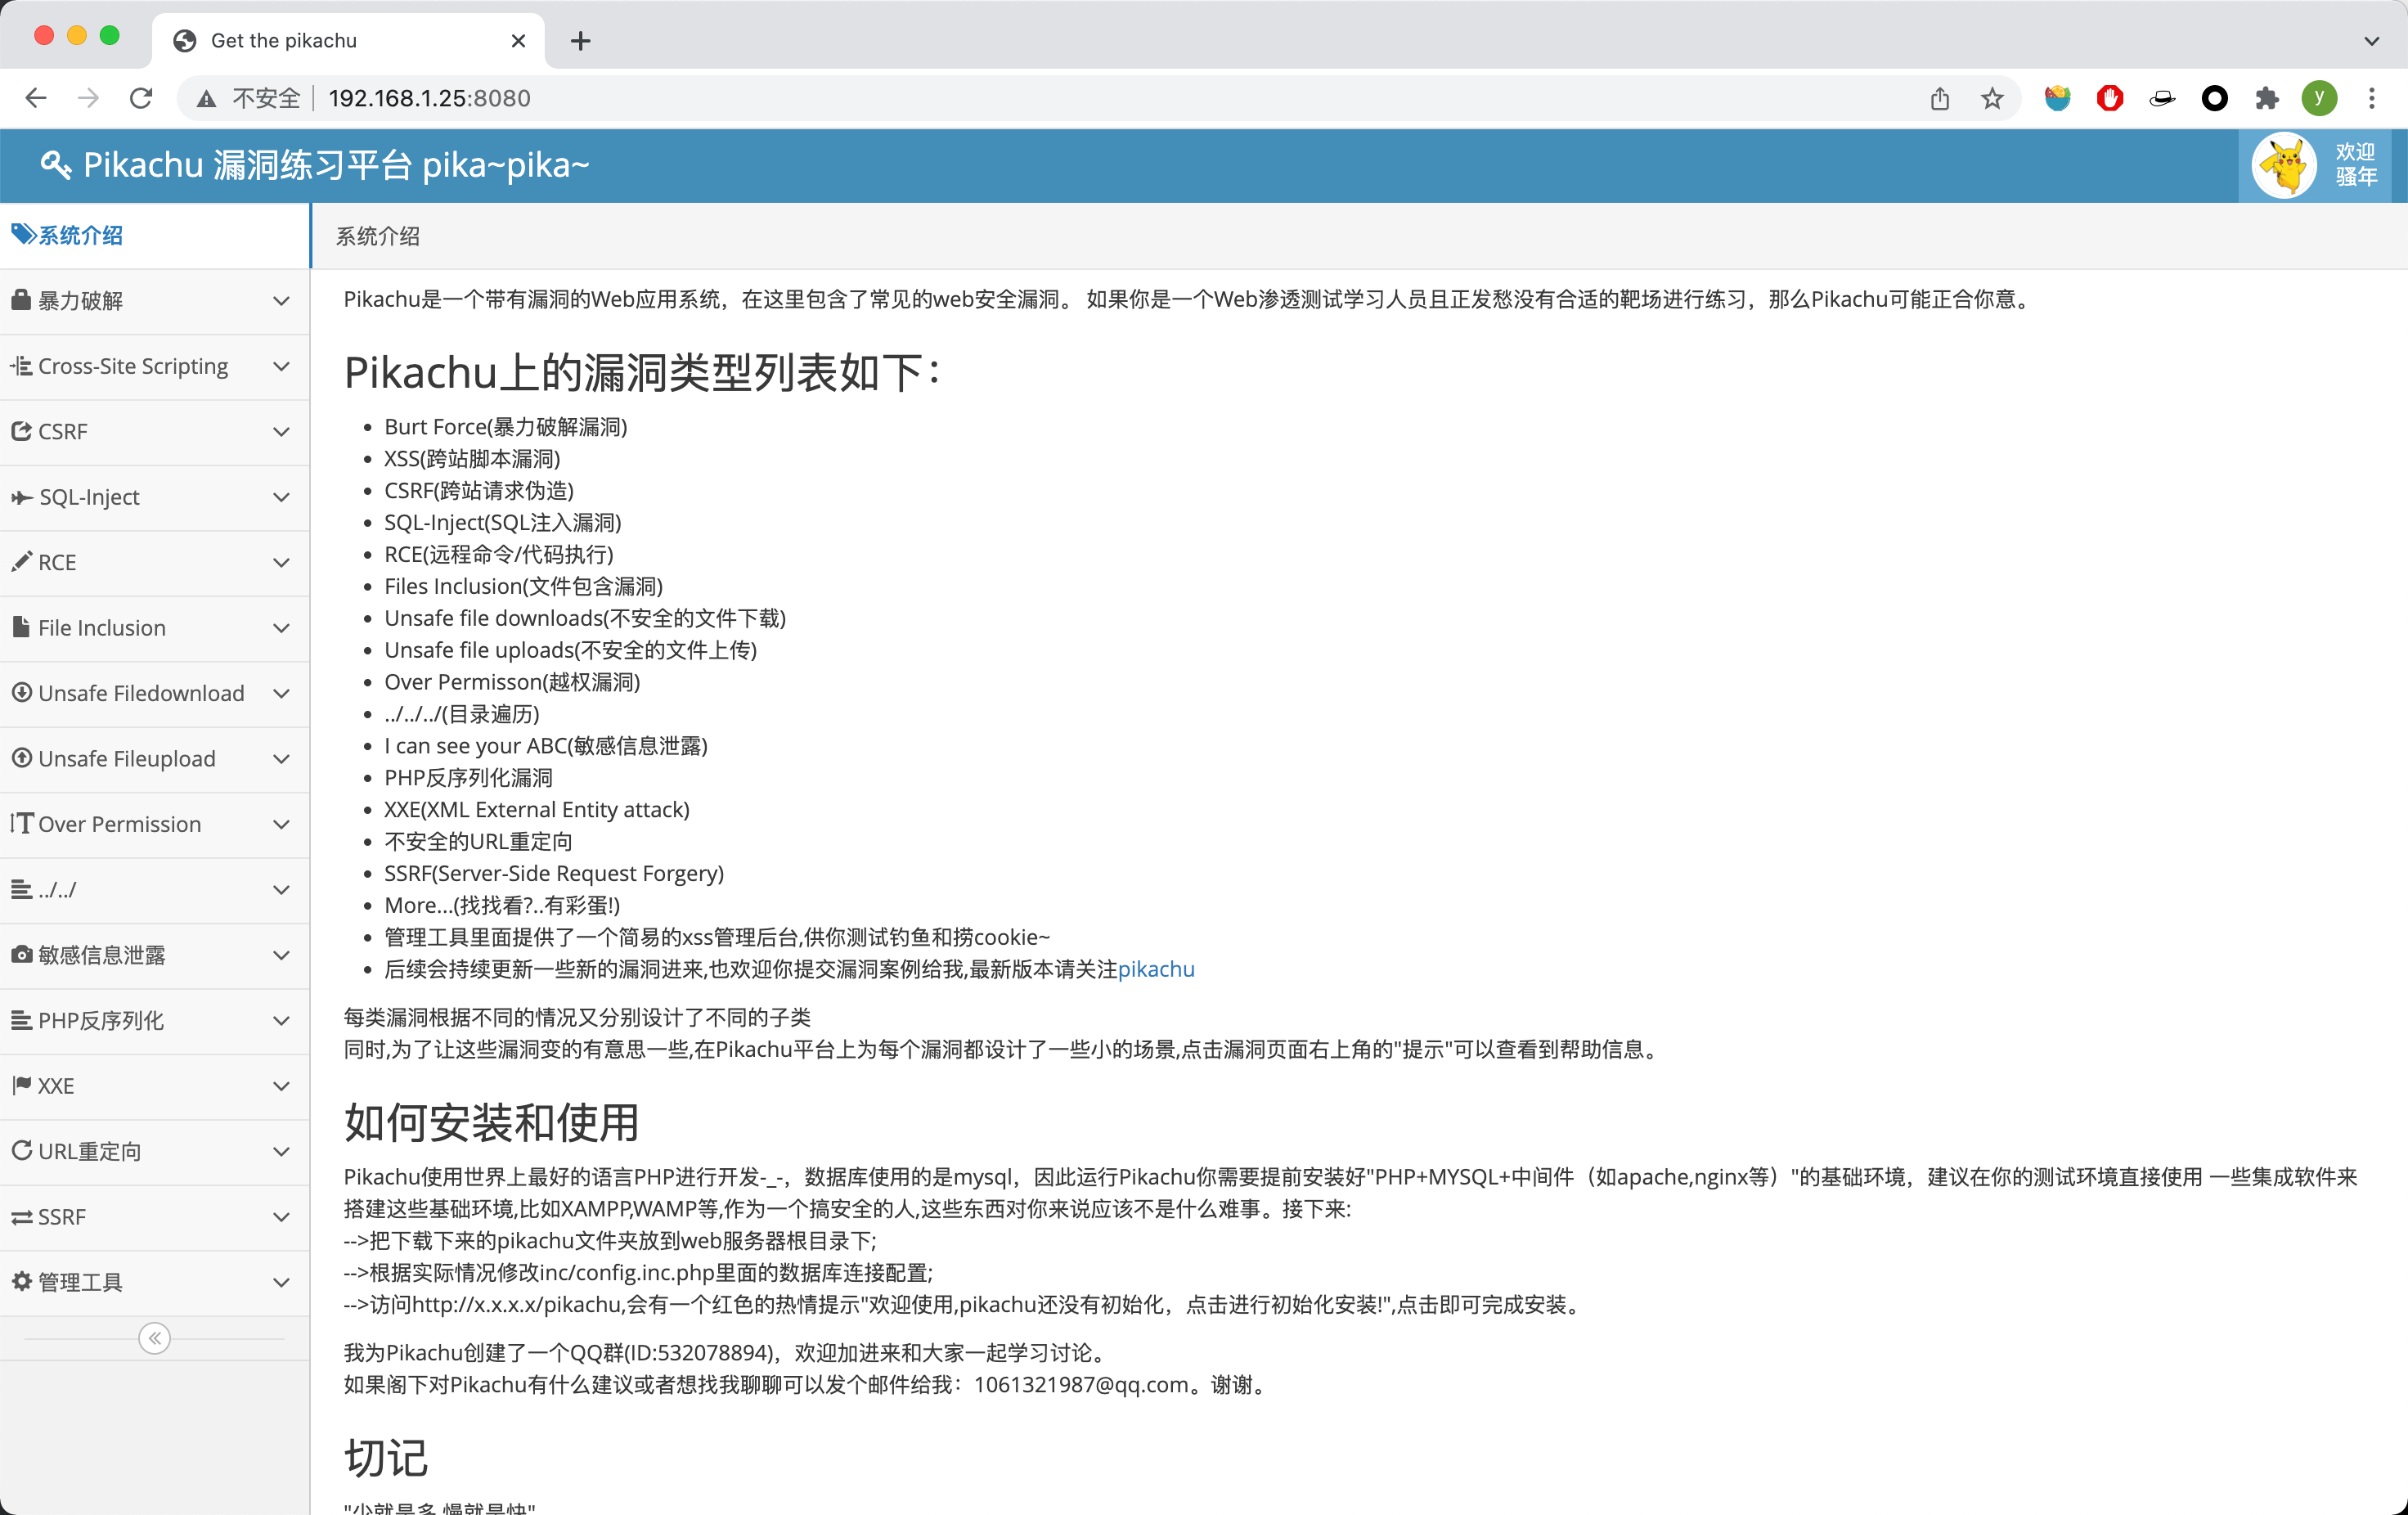 Get the pikachu
不安全 192.168.1.25:8080
y
Pikachu 漏洞练习平台 pika~pika~
欢迎
骚年
系统介绍
暴力破解
Cross-Site Scripting
CSRF
SQL-Inject
RCE
File Inclusion
Unsafe Filedownload
Unsafe Fileupload
Over Permission
../../
敏感信息泄露
PHP反序列化
XXE
URL重定向
SSRF
管理工具
系统介绍
Pikachu是一个带有漏洞的Web应用系统，在这里包含了常见的web安全漏洞。 如果你是一个Web渗透测试学习人员且正发愁没有合适的靶场进行练习，那么Pikachu可能正合你意。
Pikachu上的漏洞类型列表如下：
Burt Force(暴力破解漏洞)
XSS(跨站脚本漏洞)
CSRF(跨站请求伪造)
SQL-Inject(SQL注入漏洞)
RCE(远程命令/代码执行)
Files Inclusion(文件包含漏洞)
Unsafe file downloads(不安全的文件下载)
Unsafe file uploads(不安全的文件上传)
Over Permisson(越权漏洞)
../../../(目录遍历)
I can see your ABC(敏感信息泄露)
PHP反序列化漏洞
XXE(XML External Entity attack)
不安全的URL重定向
SSRF(Server-Side Request Forgery)
More...(找找看?..有彩蛋!)
管理工具里面提供了一个简易的xss管理后台,供你测试钓鱼和捞cookie~
后续会持续更新一些新的漏洞进来,也欢迎你提交漏洞案例给我,最新版本请关注pikachu
每类漏洞根据不同的情况又分别设计了不同的子类
同时,为了让这些漏洞变的有意思一些,在Pikachu平台上为每个漏洞都设计了一些小的场景,点击漏洞页面右上角的"提示"可以查看到帮助信息。
如何安装和使用
Pikachu使用世界上最好的语言PHP进行开发-_-，数据库使用的是mysql，因此运行Pikachu你需要提前安装好"PHP+MYSQL+中间件（如apache,nginx等）"的基础环境，建议在你的测试环境直接使用 一些集成软件来
搭建这些基础环境,比如XAMPP,WAMP等,作为一个搞安全的人,这些东西对你来说应该不是什么难事。接下来:
-->把下载下来的pikachu文件夹放到web服务器根目录下;
-->根据实际情况修改inc/config.inc.php里面的数据库连接配置;
-->访问http://x.x.x.x/pikachu,会有一个红色的热情提示"欢迎使用,pikachu还没有初始化，点击进行初始化安装!",点击即可完成安装。
我为Pikachu创建了一个QQ群(ID:532078894)，欢迎加进来和大家一起学习讨论。
如果阁下对Pikachu有什么建议或者想找我聊聊可以发个邮件给我：1061321987@qq.com。谢谢。
切记
"少就是多,慢就是快"